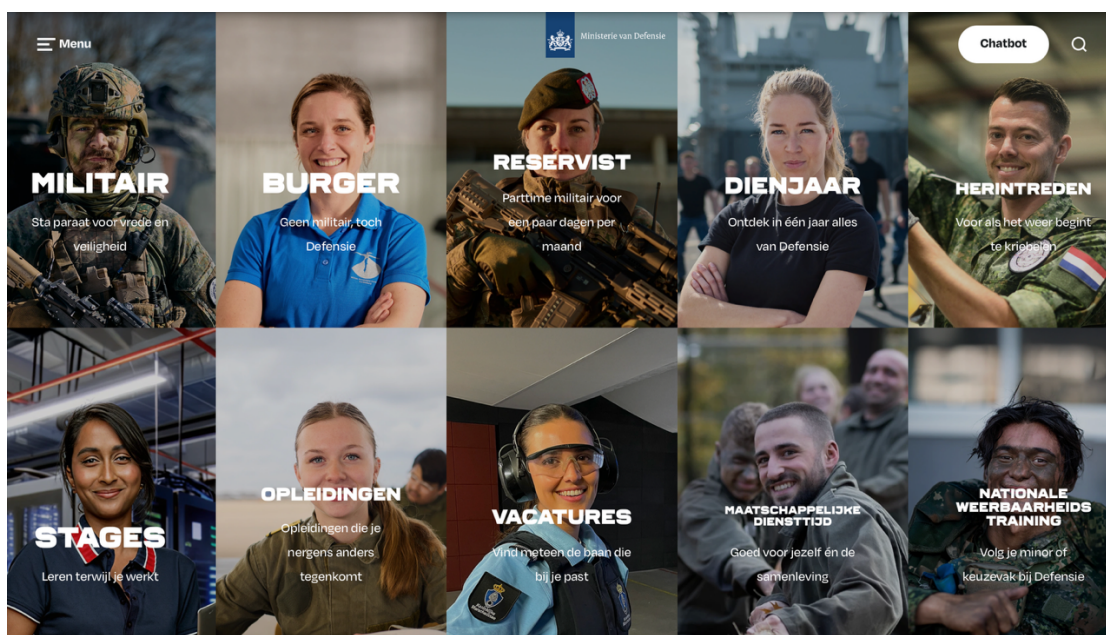 Menu
Ministerie van Defensie
Chatbot
MILITAIR
Sta paraat voor vrede en
veiligheid
BURGER
Geen militair, toch
Defensie
RESERVIST
Parttime militair voor
een paar dagen per
maand
DIENJAAR
Ontdek in één jaar alles
van Defensie
HERINTREDEN
Voor als het weer begint
te kriebelen
STAGES
Leren terwijl je werkt
OPLEIDINGEN
Opleidingen die je
nergens anders
tegenkomt
VACATURES
Vind meteen de baan die
bij je past
MAATSCHAPPELIJKE
DIENSTTIJD
Goed voor jezelf én de
samenleving
NATIONALE
WEERBAARHEIDS
TRAINING
Volg je minor of
keuzevak bij Defensie